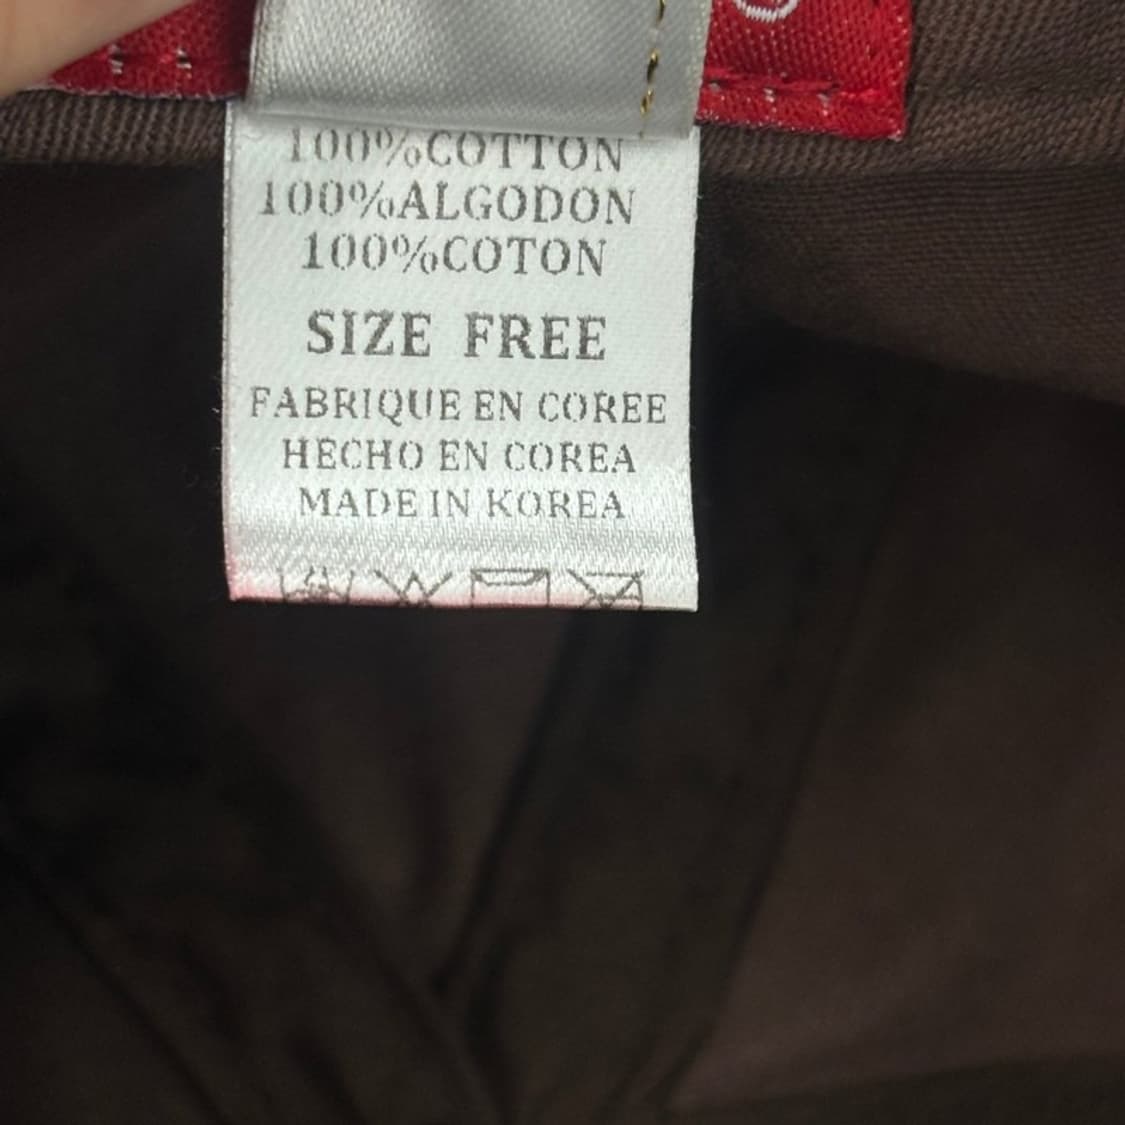 100%COTTON
100%ALGODON
100%COTON
SIZE FREE
FABRIQUE EN COREE
HECHO EN COREA
MADE IN KOREA